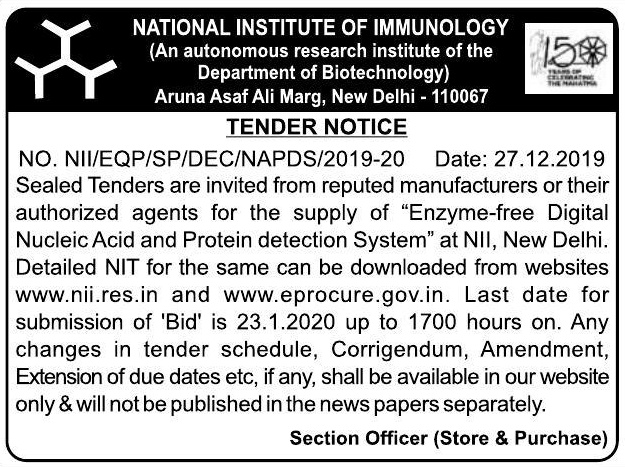 NATIONAL INSTITUTE OF IMMUNOLOGY
(An autonomous research institute of the
Department of Biotechnology)
Aruna Asaf Ali Marg, New Delhi - 110067
150
YEARS OF
CELEBRATING
THE MAHATMA
TENDER NOTICE
NO. NII/EQP/SP/DEC/NAPDS/2019-20 Date: 27.12.2019
Sealed Tenders are invited from reputed manufacturers or their
authorized agents for the supply of “Enzyme-free Digital
Nucleic Acid and Protein detection System” at NII, New Delhi.
Detailed NIT for the same can be downloaded from websites
www.nii.res.in and www.eprocure.gov.in. Last date for
submission of 'Bid' is 23.1.2020 up to 1700 hours on. Any
changes in tender schedule, Corrigendum, Amendment,
Extension of due dates etc, if any, shall be available in our website
only & will not be published in the news papers separately.
Section Officer (Store & Purchase)